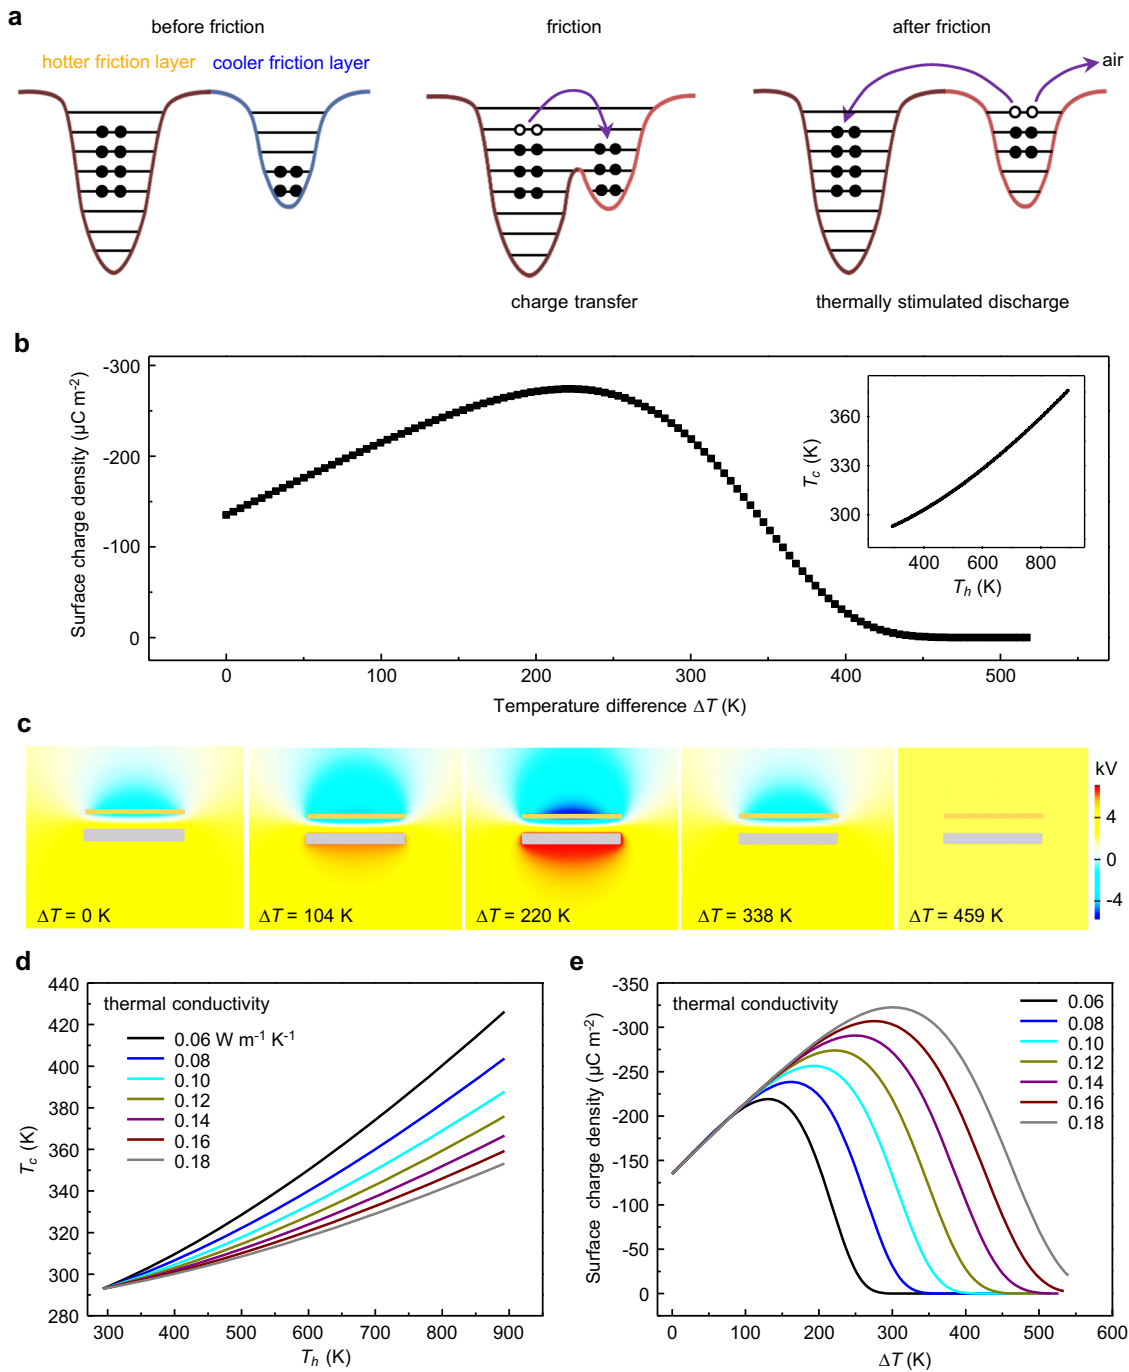 a
before friction
friction
after friction
hotter friction layer
cooler friction layer
air
charge transfer
thermally stimulated discharge
b
Surface charge density (μC m⁻²)
-300
-200
-100
0
0
100
200
300
400
500
Temperature difference ΔT (K)
T_c (K)
360
330
300
400
600
800
T_h (K)
c
ΔT = 0 K
ΔT = 104 K
ΔT = 220 K
ΔT = 338 K
ΔT = 459 K
kV
4
0
-4
d
T_c (K)
440
420
400
380
360
340
320
300
280
thermal conductivity
0.06 W m⁻¹ K⁻¹
0.08
0.10
0.12
0.14
0.16
0.18
300
400
500
600
700
800
900
T_h (K)
e
Surface charge density (μC m⁻²)
-350
-300
-250
-200
-150
-100
-50
0
thermal conductivity
0.06
0.08
0.10
0.12
0.14
0.16
0.18
0
100
200
300
400
500
600
ΔT (K)